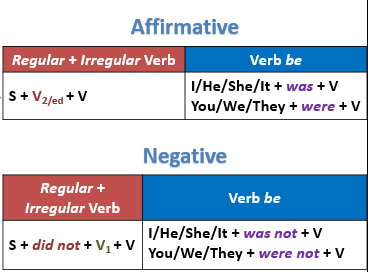 Affirmative
Regular + Irregular Verb
Verb be
S + V2/ed + V
I/He/She/It + was + V
You/We/They + were + V
Negative
Regular +
Irregular Verb
Verb be
S + did not + V1 + V
I/He/She/It + was not + V
You/We/They + were not + V